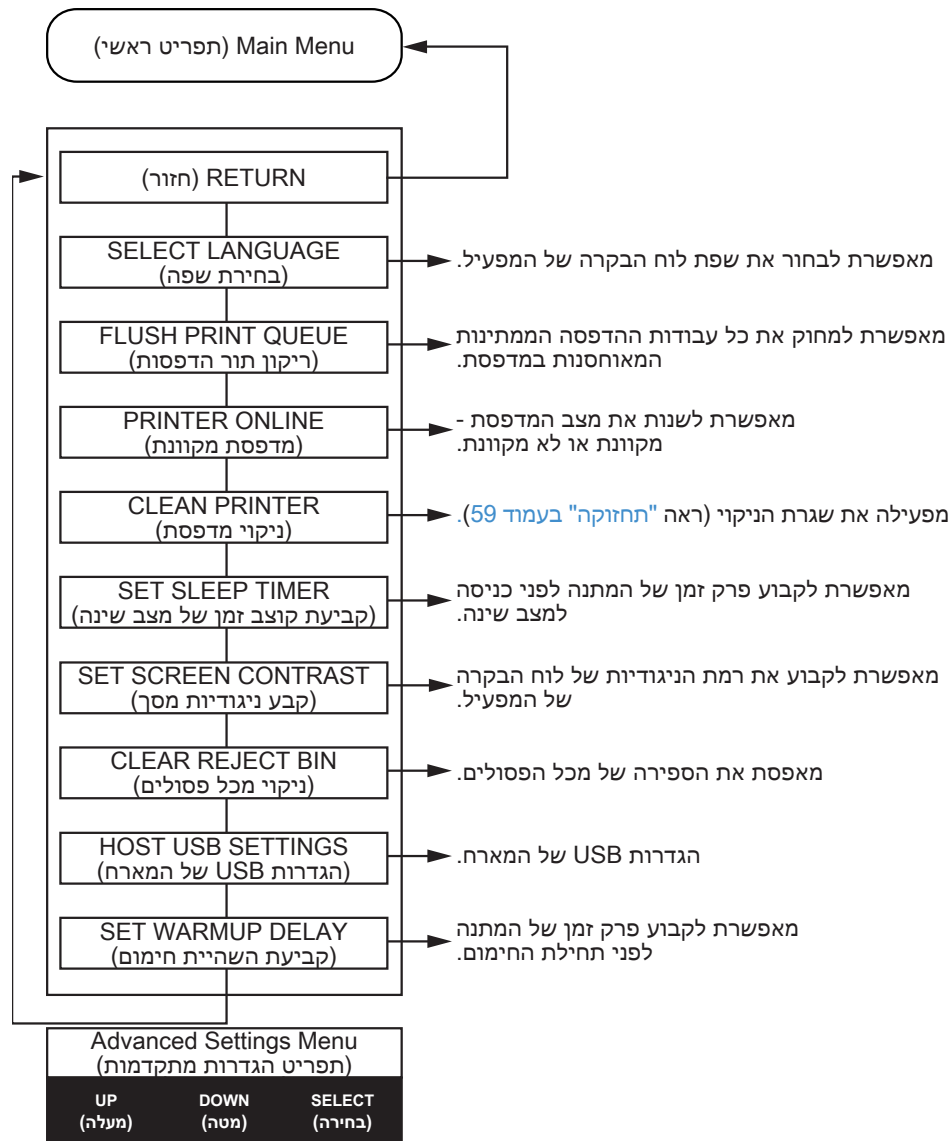 Main Menu (תפריט ראשי)
RETURN (חזור)
SELECT LANGUAGE
(בחירת שפה)
מאפשרת לבחור את שפת לוח הבקרה של המפעיל.
FLUSH PRINT QUEUE
(ריקון תור הדפסות)
מאפשרת למחוק את כל עבודות ההדפסה הממתינות
המאוחסנות במדפסת.
PRINTER ONLINE
(מדפסת מקוונת)
מאפשרת לשנות את מצב המדפסת -
מקוונת או לא מקוונת.
CLEAN PRINTER
(ניקוי מדפסת)
מפעילה את שגרת הניקוי (ראה "תחזוקה" בעמוד 59).
SET SLEEP TIMER
(קביעת קוצב זמן של מצב שינה)
מאפשרת לקבוע פרק זמן של המתנה לפני כניסה
למצב שינה.
SET SCREEN CONTRAST
(קבע ניגודיות מסך)
מאפשרת לקבוע את רמת הניגודיות של לוח הבקרה
של המפעיל.
CLEAR REJECT BIN
(ניקוי מכל פסולים)
מאפסת את הספירה של מכל הפסולים.
HOST USB SETTINGS
(הגדרות USB של המארח)
הגדרות USB של המארח.
SET WARMUP DELAY
(קביעת השהיית חימום)
מאפשרת לקבוע פרק זמן של המתנה
לפני תחילת החימום.
Advanced Settings Menu
(תפריט הגדרות מתקדמות)
UP DOWN SELECT
(מעלה) (מטה) (בחירה)